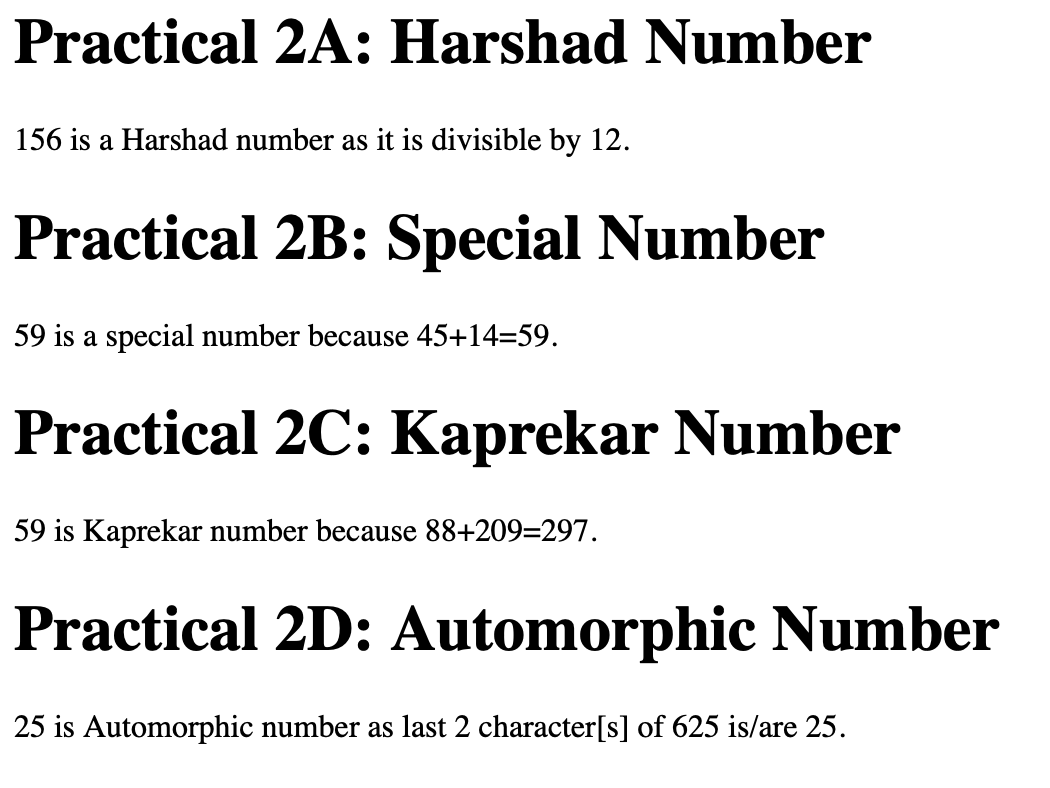 Practical 2A: Harshad Number
156 is a Harshad number as it is divisible by 12.
Practical 2B: Special Number
59 is a special number because 45+14=59.
Practical 2C: Kaprekar Number
59 is Kaprekar number because 88+209=297.
Practical 2D: Automorphic Number
25 is Automorphic number as last 2 character[s] of 625 is/are 25.